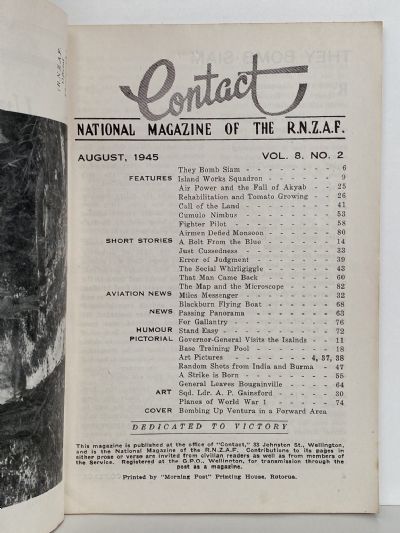 R.N.Z.A.F.
Contact
NATIONAL MAGAZINE OF THE R.N.Z.A.F.
AUGUST, 1945 VOL. 8, NO. 2
They Bomb Siam - - - - - - - - 6
FEATURES Island Works Squadron - - - - - - - 9
Air Power and the Fall of Akyab - - - 25
Rehabilitation and Tomato Growing - - 26
Call of the Land - - - - - - - - 41
Cumulo Nimbus - - - - - - - - 53
Fighter Pilot - - - - - - - - 58
Airmen Defied Monsoon - - - - - - 80
SHORT STORIES A Bolt From the Blue - - - - - - 14
Just Cussedness - - - - - - - - 33
Error of Judgment - - - - - - - 39
The Social Whirligiggle - - - - - - 43
That Man Came Back - - - - - - 60
The Map and the Microscope - - - - 82
AVIATION NEWS Miles Messenger - - - - - - - - 32
Blackburn Flying Boat - - - - - - 68
NEWS Passing Panorama - - - - - - - 63
For Gallantry - - - - - - - - 76
HUMOUR Stand Easy - - - - - - - - - 72
PICTORIAL Governor-General Visits the Isalnds - - 11
Base Training Pool - - - - - - - 18
Art Pictures - - - - - - 4, 37, 38
Random Shots from India and Burma - - 47
A Strike is Born - - - - - - - - 55
General Leaves Bougainville - - - - 64
ART Sqd. Ldr. A. P. Gainsford - - - - - 30
Planes of World War 1 - - - - - - 74
COVER Bombing Up Ventura in a Forward Area
DEDICATED TO VICTORY
This magazine is published at the office of "Contact," 33 Johnston St., Wellington,
and is the National Magazine of the R.N.Z.A.F. Contributions to its pages in
either prose or verse are invited from civilian readers as well as from members of
the Service. Registered at the G.P.O., Wellington, for transmission through the
post as a magazine.
Printed by "Morning Post" Printing House, Rotorua.